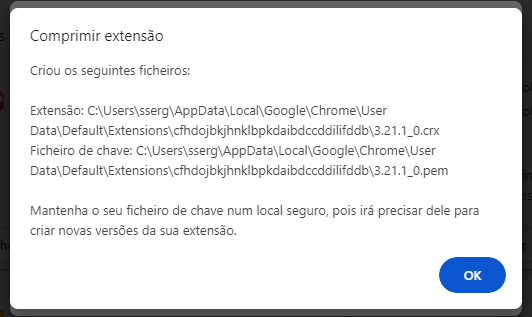 Comprimir extensão
Criou os seguintes ficheiros:
Extensão: C:\Users\sserg\AppData\Local\Google\Chrome\User
Data\Default\Extensions\cfhdojbkjhnklbpkdaibdccddilifddb\3.21.1_0.crx
Ficheiro de chave: C:\Users\sserg\AppData\Local\Google\Chrome\User
Data\Default\Extensions\cfhdojbkjhnklbpkdaibdccddilifddb\3.21.1_0.pem
Mantenha o seu ficheiro de chave num local seguro, pois irá precisar dele para
criar novas versões da sua extensão.
OK